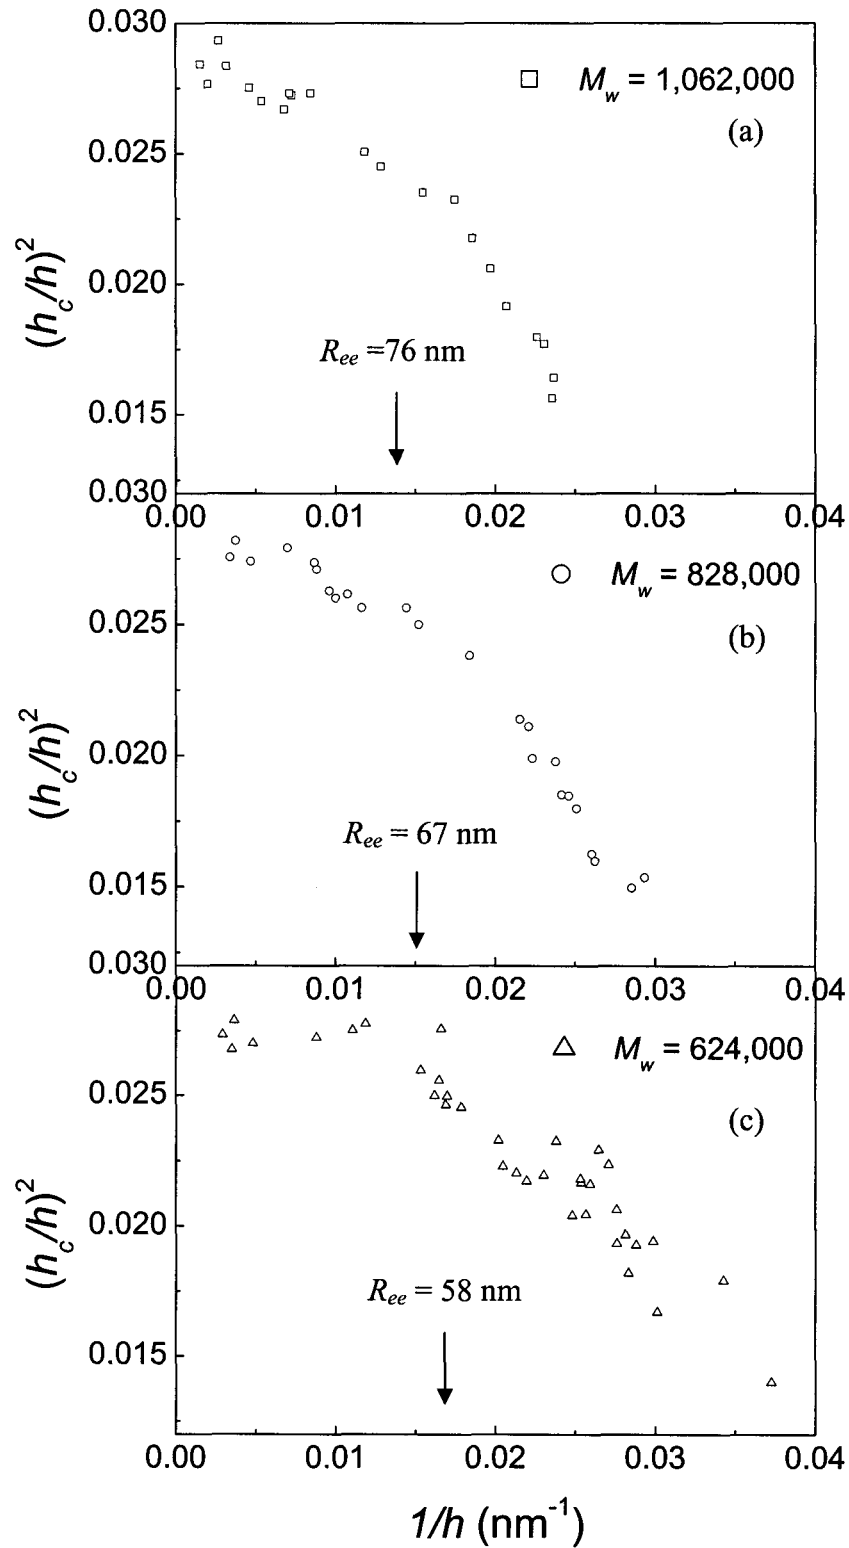 0.030
M_w = 1,062,000
(a)
0.025
(h_c/h)^2
0.020
R_ee =76 nm
0.015
0.030
0.00 0.01 0.02 0.03 0.04
M_w = 828,000
(b)
0.025
(h_c/h)^2
0.020
R_ee = 67 nm
0.015
0.030
0.00 0.01 0.02 0.03 0.04
M_w = 624,000
(c)
0.025
(h_c/h)^2
0.020
R_ee = 58 nm
0.015
0.00 0.01 0.02 0.03 0.04
1/h (nm^-1)